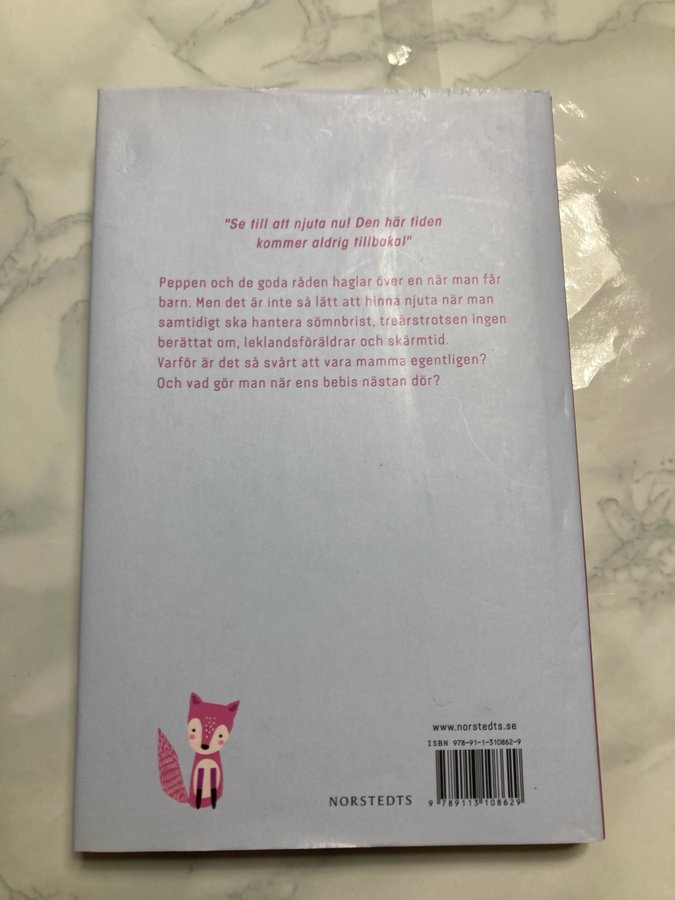 "Se till att njuta nu! Den här tiden
kommer aldrig tillbaka!"
Peppen och de goda råden haglar över en när man får
barn. Men det är inte så lätt att hinna njuta när man
samtidigt ska hantera sömnbrist, treårstrotsen ingen
berättat om, leklandsföräldrar och skärmtid.
Varför är det så svårt att vara mamma egentligen?
Och vad gör man när ens bebis nästan dör?
www.norstedts.se
ISBN 978-91-1-310862-9
NORSTEDTS
9 789113 108629